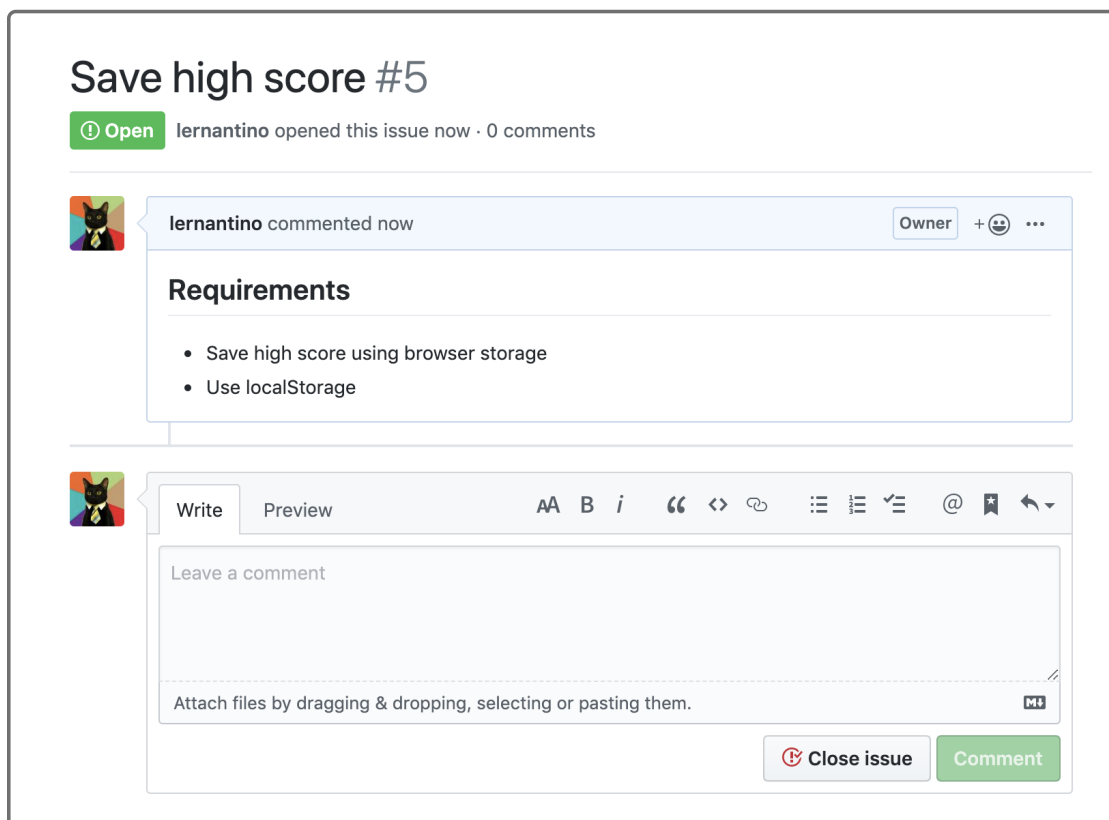 Save high score #5
Open lernantino opened this issue now · 0 comments
lernantino commented now Owner
Requirements
• Save high score using browser storage
• Use localStorage
Write Preview AA B i @
Leave a comment
Attach files by dragging & dropping, selecting or pasting them. M↓
Close issue Comment